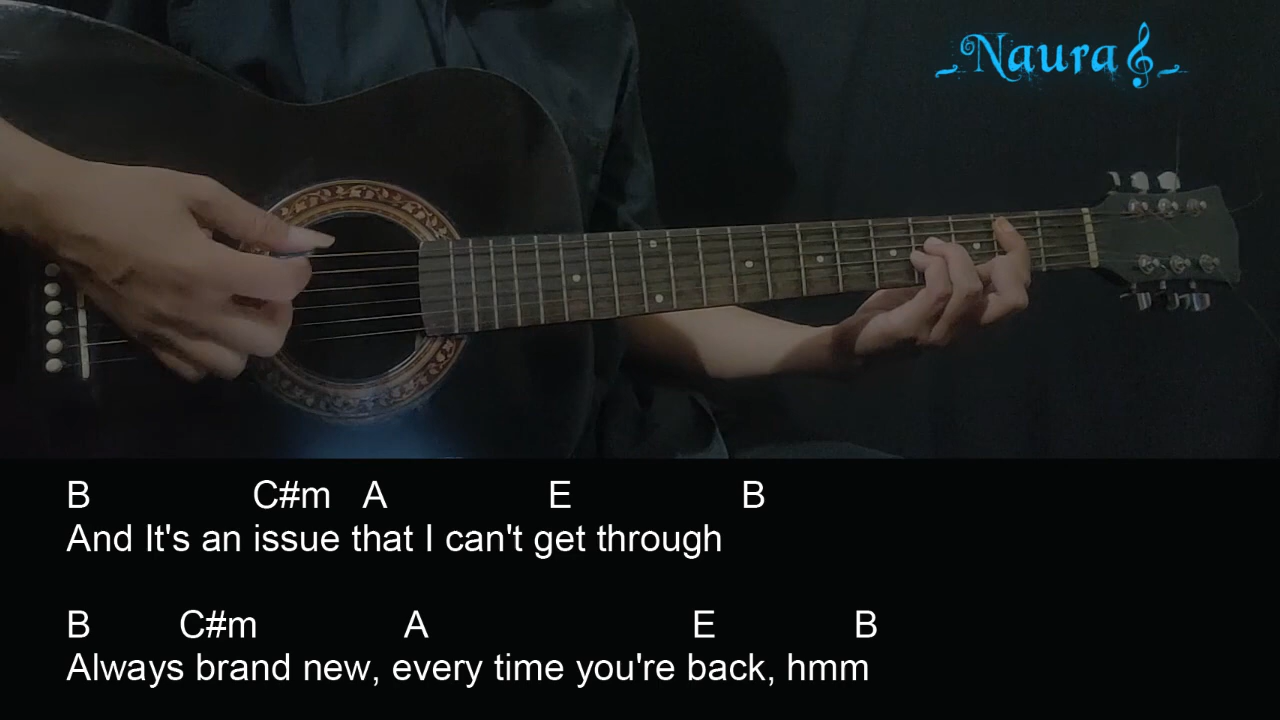 Naura
B C#m A E B
And It's an issue that I can't get through
B C#m A E B
Always brand new, every time you're back, hmm